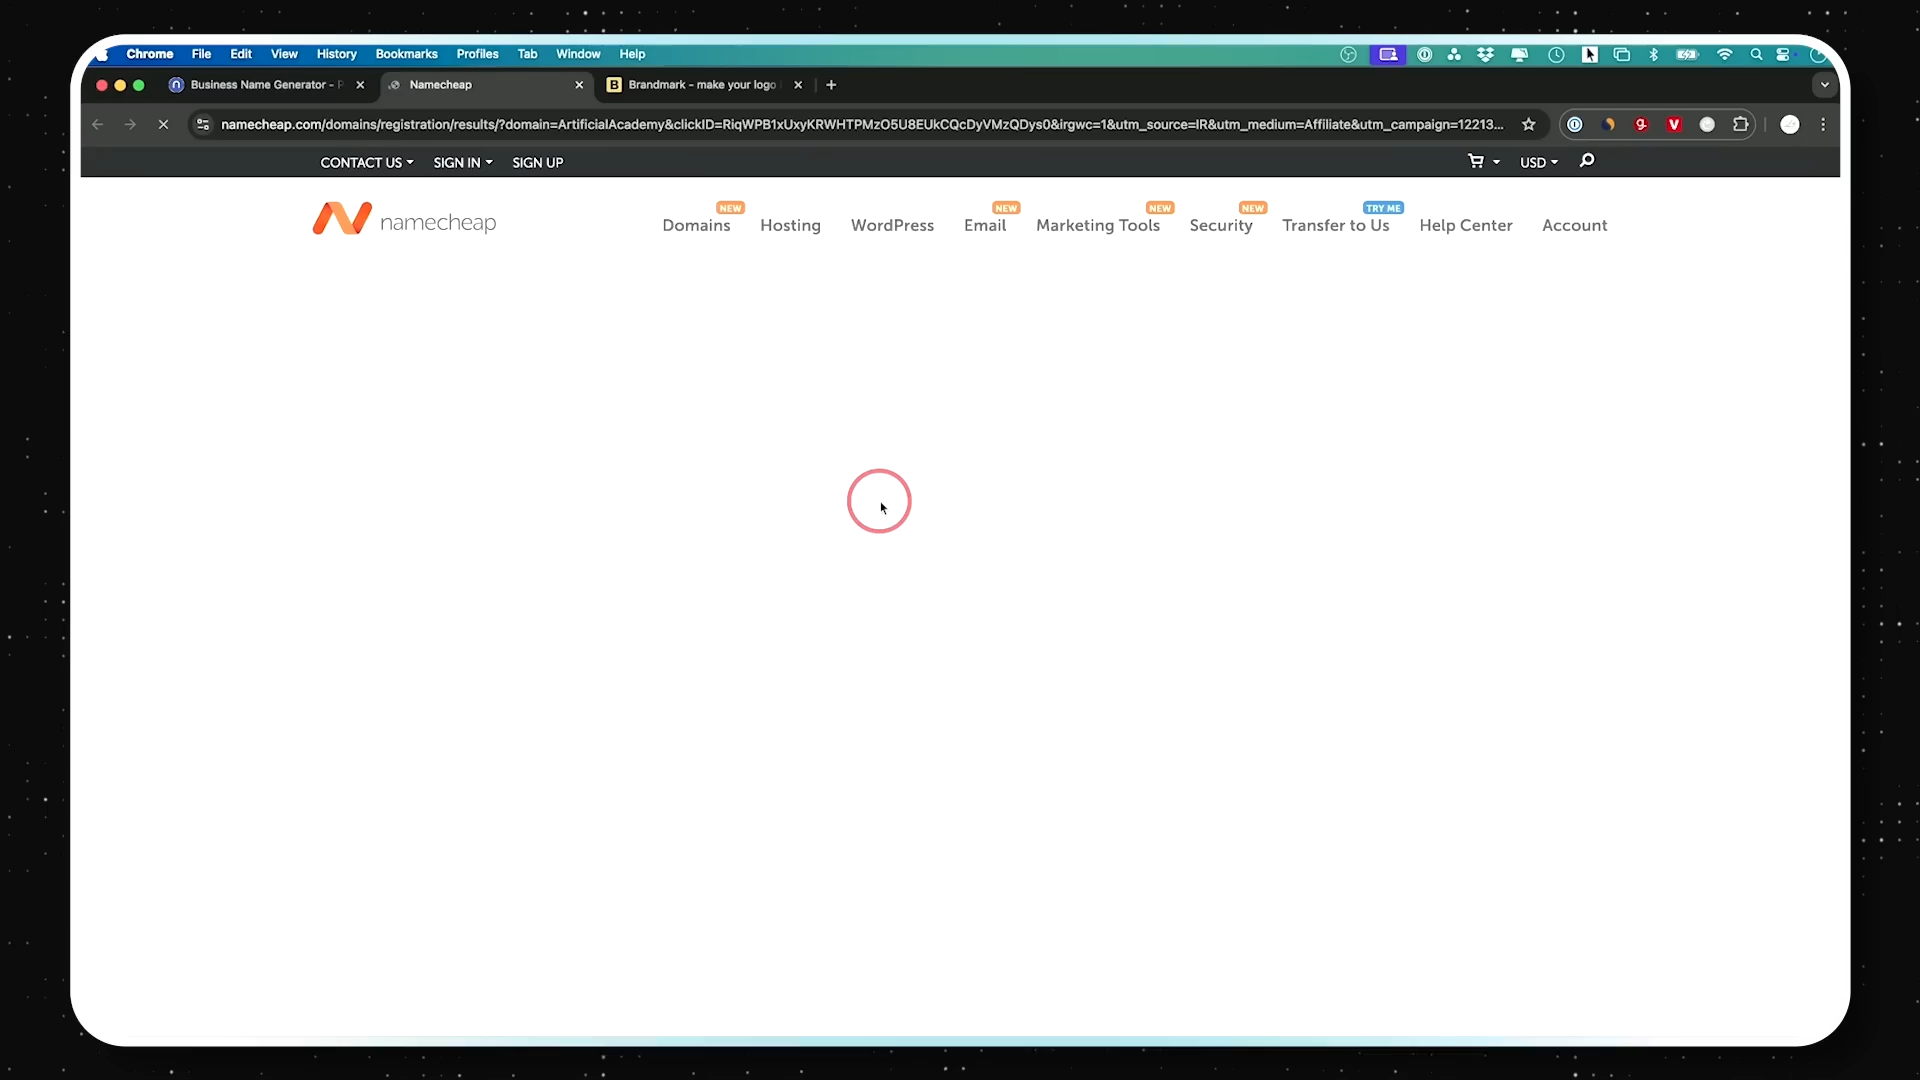 Chrome File Edit View History Bookmarks Profiles Tab Window Help
Business Name Generator - Namecheap B Brandmark - make your logo
namecheap.com/domains/registration/results/?domain=ArtificialAcademy&clickID=RiqWPB1xUxyKRWHTPMzO5U8EUkCQcDyVMzQDys0&irgwc=1&utm_source=IR&utm_medium=Affiliate&utm_campaign=12213...
CONTACT US SIGN IN SIGN UP USD
NEW NEW NEW NEW TRY ME
namecheap Domains Hosting WordPress Email Marketing Tools Security Transfer to Us Help Center Account